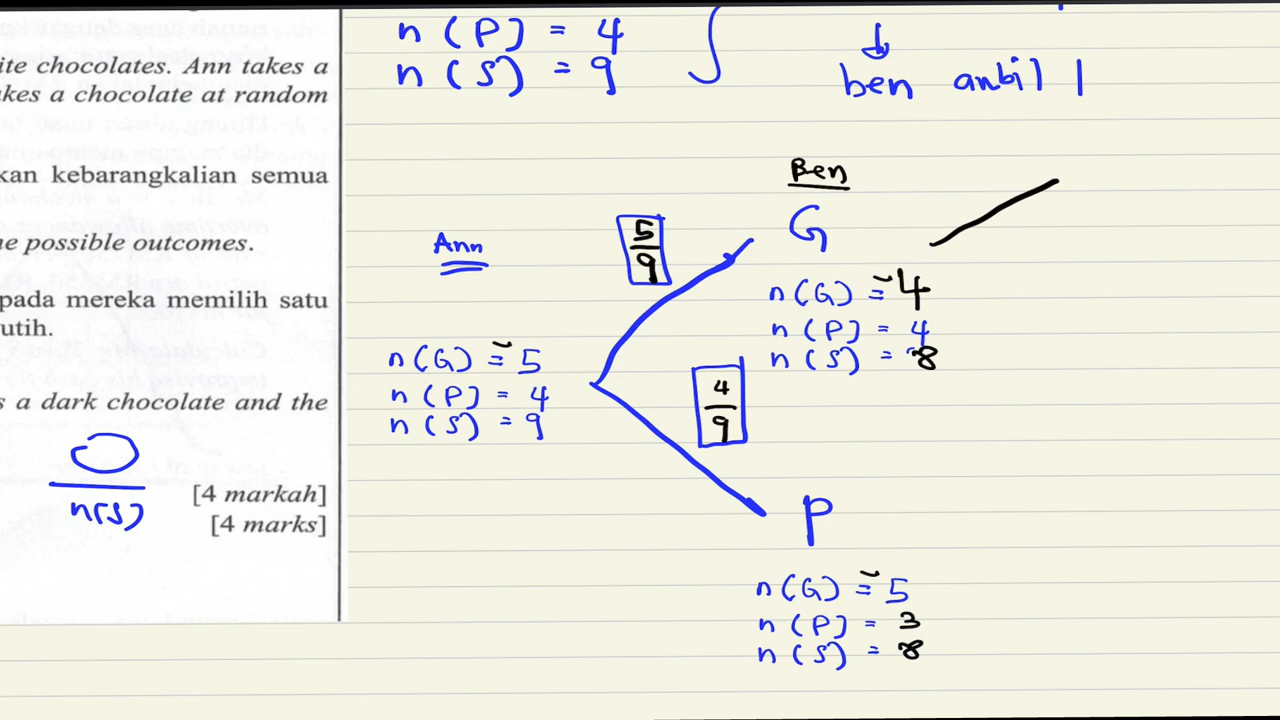 n(P) = 4
n(S) = 9
ben ambil 1
ite chocolates. Ann takes a
akes a chocolate at random
kan kebarangkalian semua
he possible outcomes.
pada mereka memilih satu
utih.
s a dark chocolate and the
n(S)
[4 markah]
[4 marks]
Ann
n(G) = 5
n(P) = 4
n(S) = 9
5
9
4
9
Ben
G
n(G) = 4
n(P) = 4
n(S) = 8
P
n(G) = 5
n(P) = 3
n(S) = 8